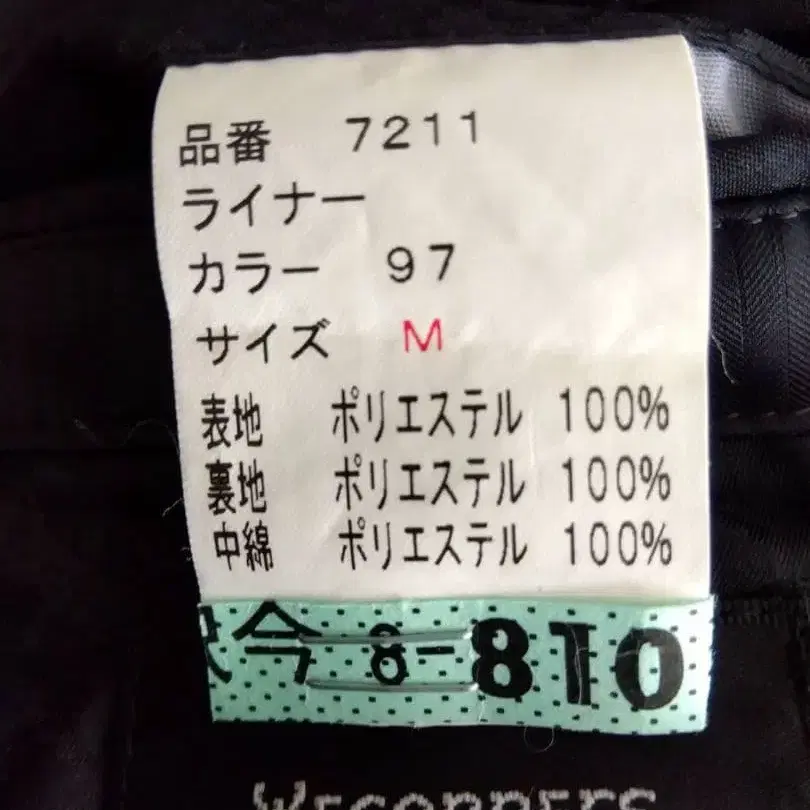 品番 7211
ライナー
カラー 97
サイズ M
表地 ポリエステル 100%
裏地 ポリエステル 100%
中綿 ポリエステル 100%
今 8-810